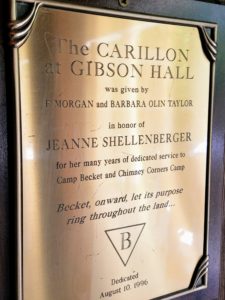 The CARILLON
at GIBSON HALL
was given by
F MORGAN and BARBARA OLIN TAYLOR
in honor of
JEANNE SHELLENBERGER
for her many years of dedicated service to
Camp Becket and Chimney Corners Camp
Becket, onward, let its purpose
ring throughout the land...
B
Dedicated
August 10, 1996